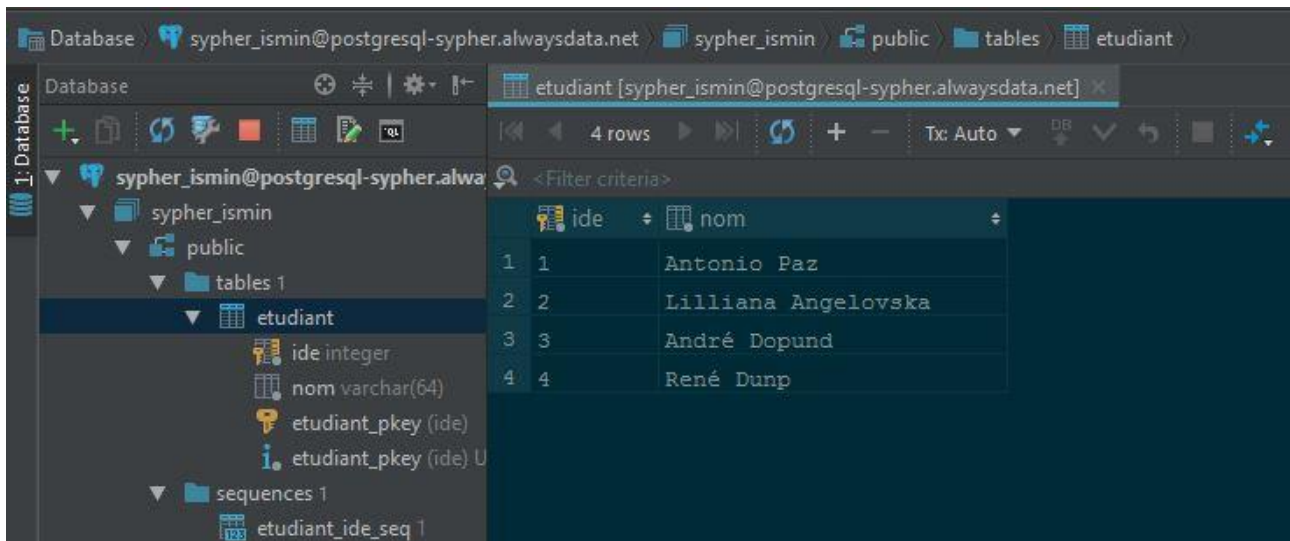 Database sypher_ismin@postgresql-sypher.alwaysdata.net sypher_ismin public tables etudiant
1: Database
Database
sypher_ismin@postgresql-sypher.alwa
sypher_ismin
public
tables 1
etudiant
ide integer
nom varchar(64)
etudiant_pkey (ide)
etudiant_pkey (ide) U
sequences 1
etudiant_ide_seq 1
etudiant [sypher_ismin@postgresql-sypher.alwaysdata.net]
4 rows Tx: Auto DB
<Filter criteria>
ide nom
1 1 Antonio Paz
2 2 Lilliana Angelovska
3 3 André Dopund
4 4 René Dunp